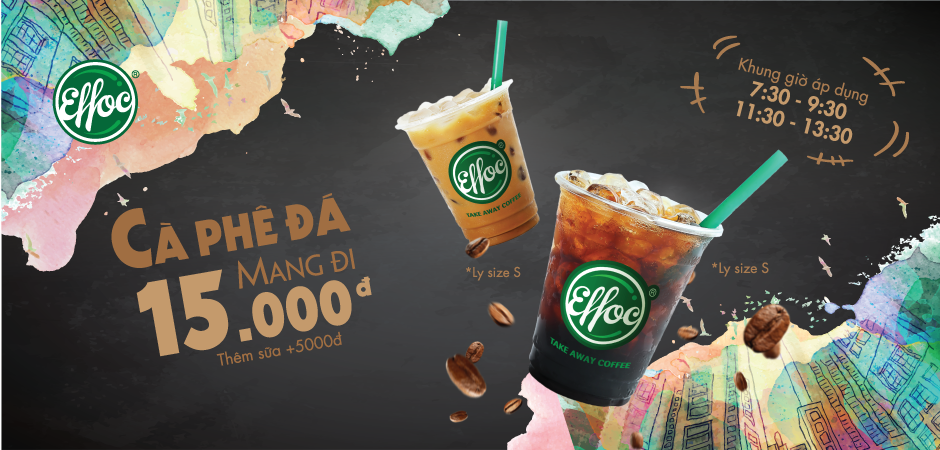 Effoc
®
CÀ PHÊ ĐÁ
MANG ĐI
15.000đ
Thêm sữa +5000đ
Effoc
®
TAKE AWAY COFFEE
*Ly size S
Effoc
®
TAKE AWAY COFFEE
*Ly size S
Khung giờ áp dụng
7:30 - 9:30
11:30 - 13:30